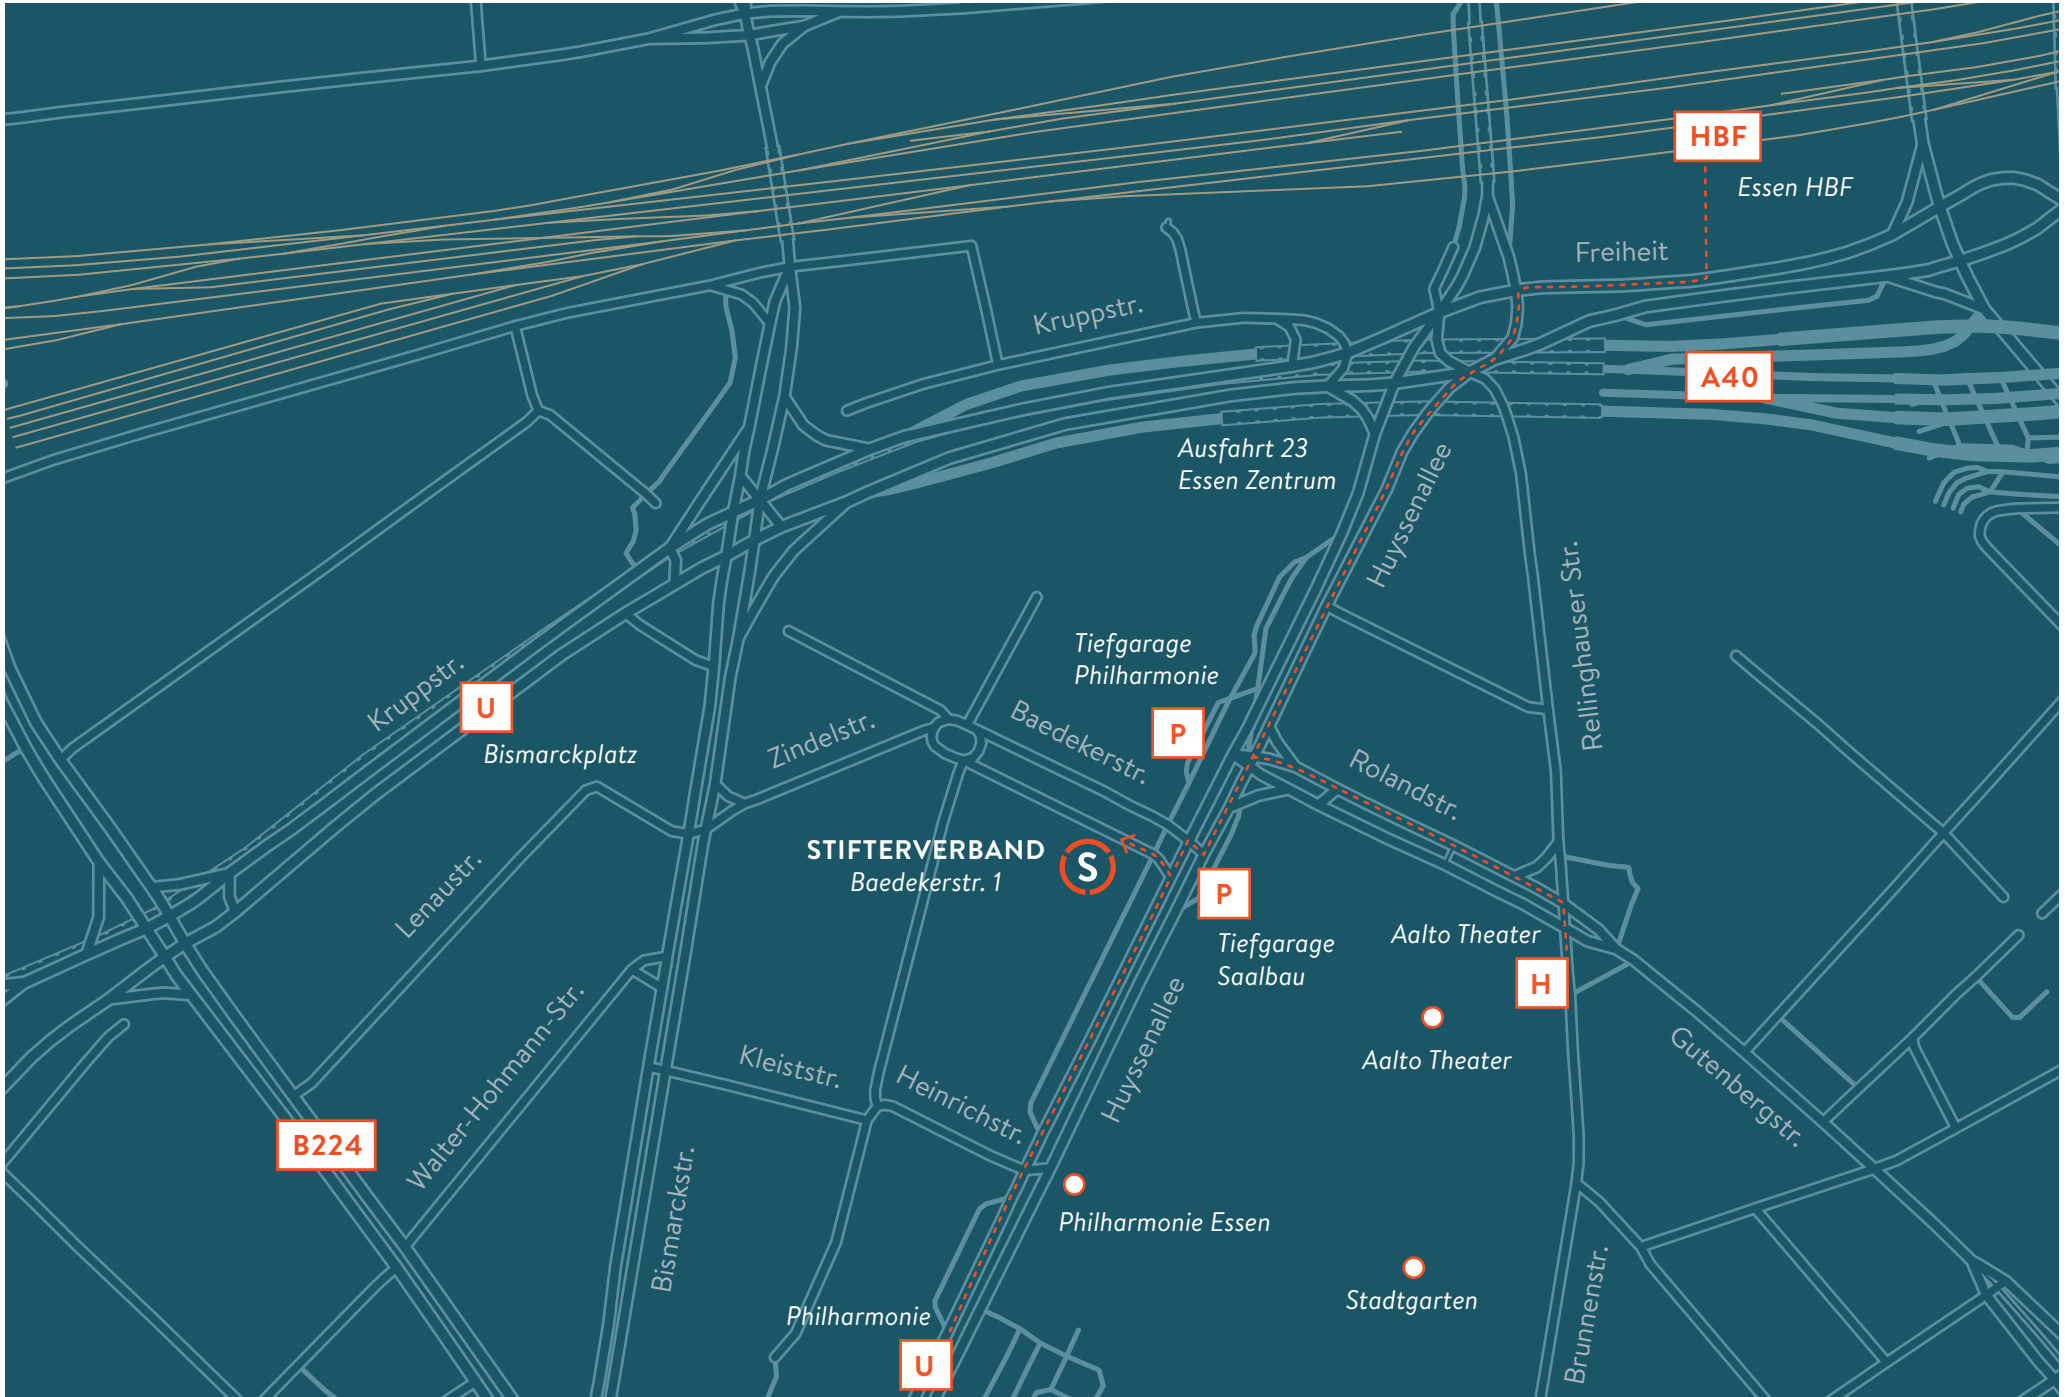 HBF
Essen HBF
Freiheit
Kruppstr.
A40
Ausfahrt 23
Essen Zentrum
Huyssenallee
Rellinghauser Str.
Tiefgarage
Philharmonie
P
Kruppstr.
U
Bismarckplatz
Zindelstr.
Baedekerstr.
Rolandstr.
STIFTERVERBAND
Baedekerstr. 1
S
P
Tiefgarage
Saalbau
Lenaustr.
Aalto Theater
H
Aalto Theater
Walter-Hohmann-Str.
Kleiststr.
Heinrichstr.
Huyssenallee
Gutenbergstr.
B224
Bismarckstr.
Philharmonie Essen
Stadtgarten
Brunnenstr.
Philharmonie
U